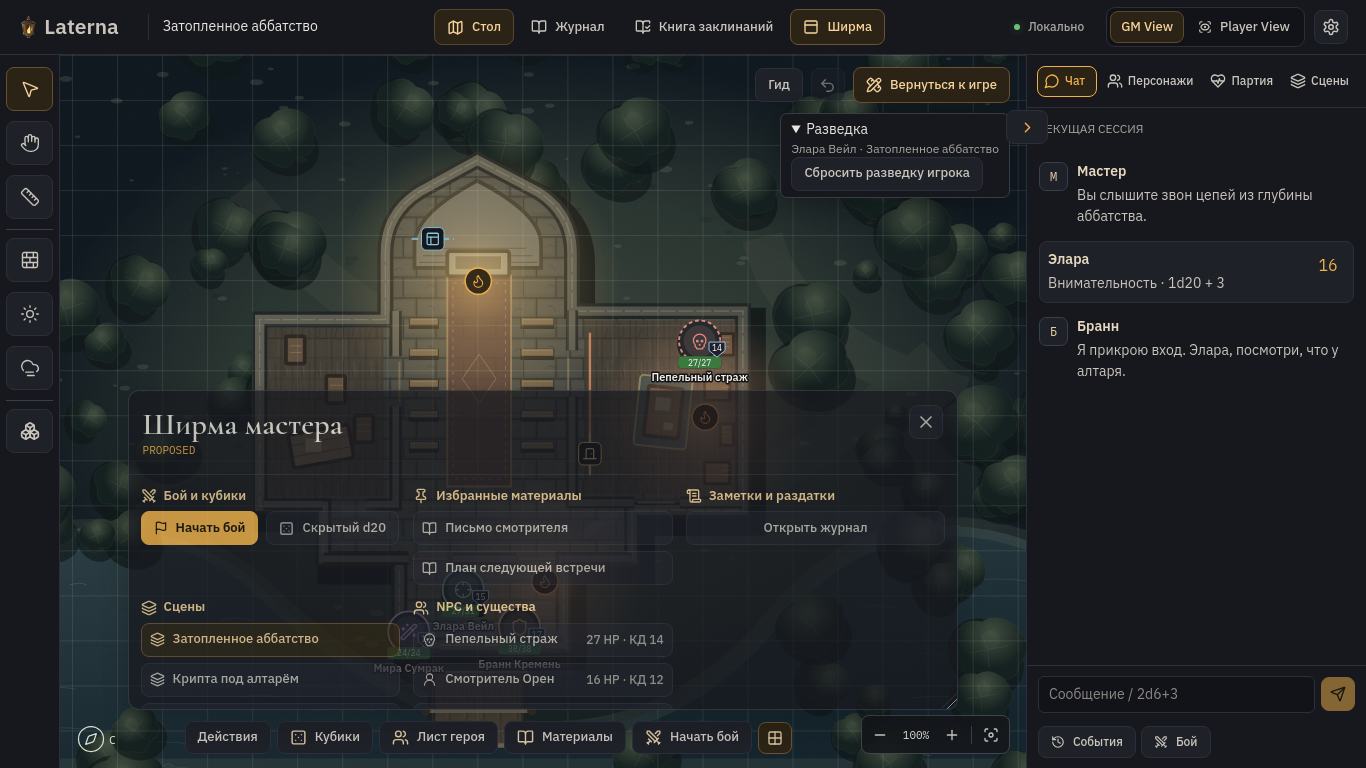 Laterna
Затопленное аббатство
Стол
Журнал
Книга заклинаний
Ширма
Локально
GM View
Player View
Гид
Вернуться к игре
Чат
Персонажи
Партия
Сцены
Разведка
Элара Вейл · Затопленное аббатство
Сбросить разведку игрока
ЕКУЩАЯ СЕССИЯ
М
Мастер
Вы слышите звон цепей из глубины
аббатства.
Элара
16
Внимательность · 1d20 + 3
Б
Бранн
Я прикрою вход. Элара, посмотри, что у
алтаря.
14
27/27
Пепельный страж
Ширма мастера
PROPOSED
Бой и кубики
Избранные материалы
Заметки и раздатки
Начать бой
Скрытый d20
Письмо смотрителя
Открыть журнал
План следующей встречи
15
Элара Вейл
Сцены
NPC и существа
Затопленное аббатство
Пепельный страж
27 HP · КД 14
24/24
38/38
Мира Сумрак
Бранн Кремень
Крипта под алтарём
Смотритель Орен
16 HP · КД 12
С
Действия
Кубики
Лист героя
Материалы
Начать бой
100%
Сообщение / 2d6+3
События
Бой